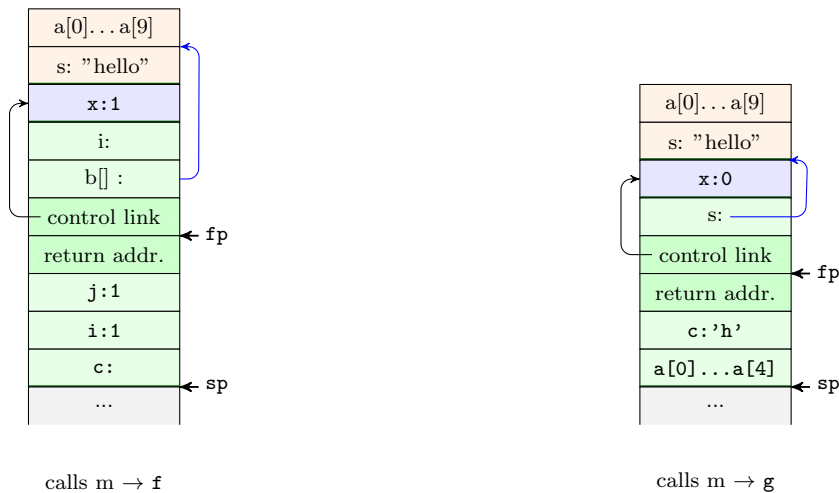 a[0]...a[9]
s: ”hello”
x:1
i:
b[] :
control link
fp
return addr.
j:1
i:1
c:
sp
...
calls m → f
a[0]...a[9]
s: ”hello”
x:0
s:
control link
fp
return addr.
c:’h’
a[0]...a[4]
sp
...
calls m → g